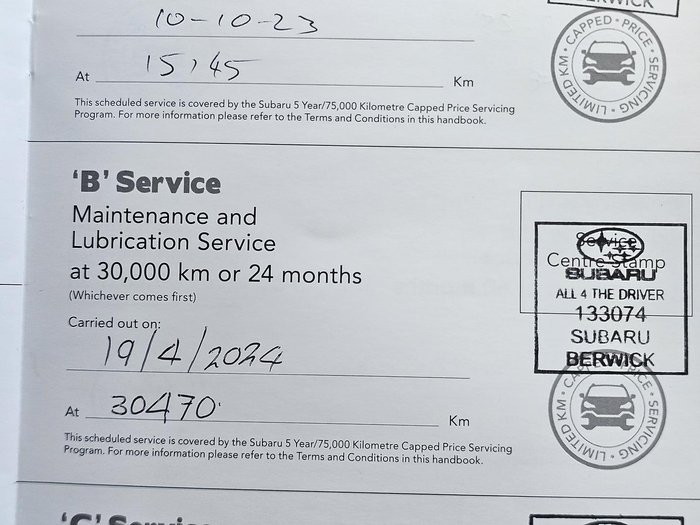 BERWICK
10-10-23
At 15,45 Km
CAPPED • PRICE • SERVICING • LIMITED KM •
This scheduled service is covered by the Subaru 5 Year/75,000 Kilometre Capped Price Servicing
Program. For more information please refer to the Terms and Conditions in this handbook.
‘B’ Service
Maintenance and
Lubrication Service
at 30,000 km or 24 months
(Whichever comes first)
Carried out on:
19/4/2024
At 30470 Km
Service
Centre Stamp
SUBARU
ALL 4 THE DRIVER
133074
SUBARU
BERWICK
CAPPED • PRICE • SERVICING • LIMITED KM •
This scheduled service is covered by the Subaru 5 Year/75,000 Kilometre Capped Price Servicing
Program. For more information please refer to the Terms and Conditions in this handbook.
‘C’ Service